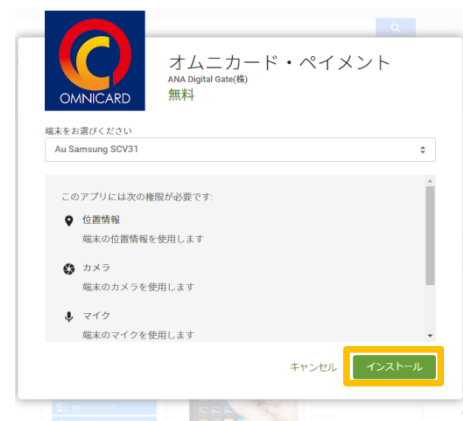 OMNICARD
オムニカード・ペイメント
ANA Digital Gate(株)
無料
端末をお選びください
Au Samsung SCV31
このアプリには次の権限が必要です:
位置情報
端末の位置情報を使用します
カメラ
端末のカメラを使用します
マイク
端末のマイクを使用します
キャンセル
インストール